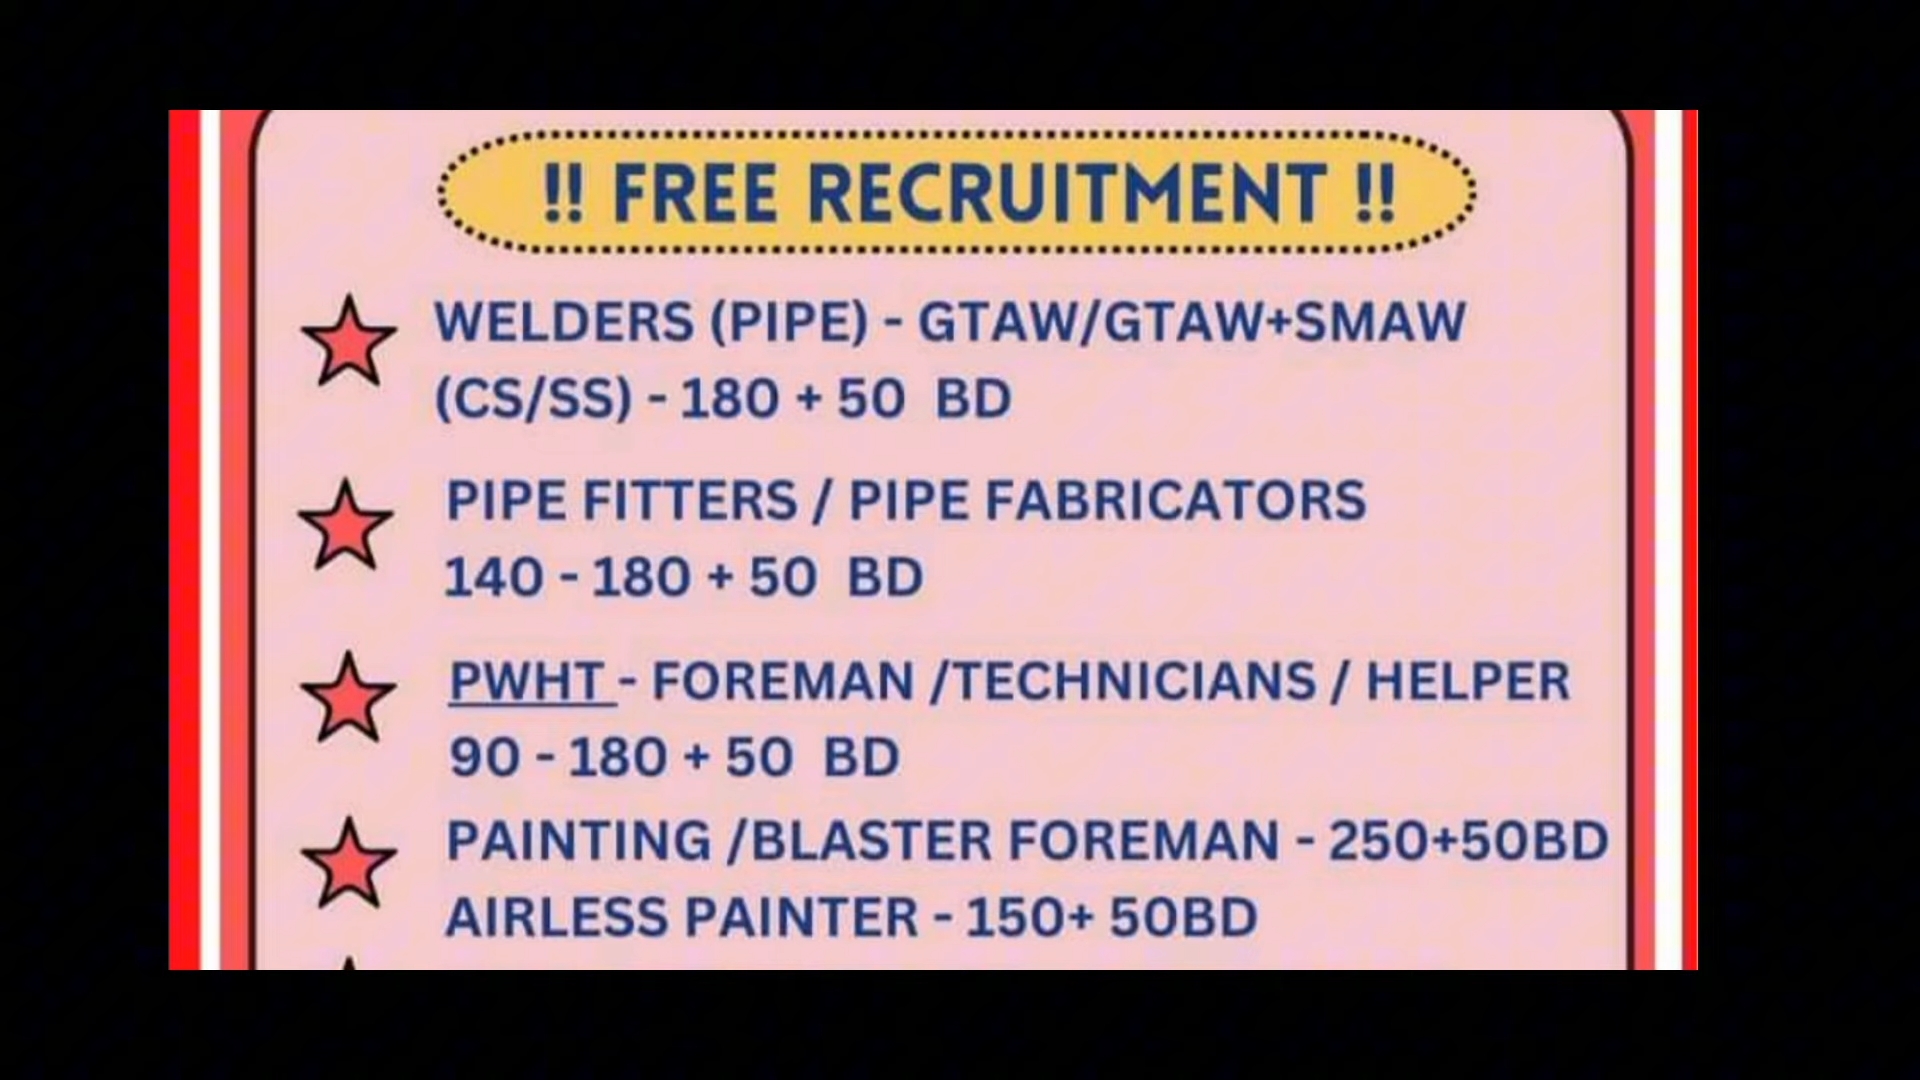 !! FREE RECRUITMENT !!
WELDERS (PIPE) - GTAW/GTAW+SMAW
(CS/SS) - 180 + 50 BD
PIPE FITTERS / PIPE FABRICATORS
140 - 180 + 50 BD
PWHT - FOREMAN /TECHNICIANS / HELPER
90 - 180 + 50 BD
PAINTING /BLASTER FOREMAN - 250+50BD
AIRLESS PAINTER - 150+ 50BD